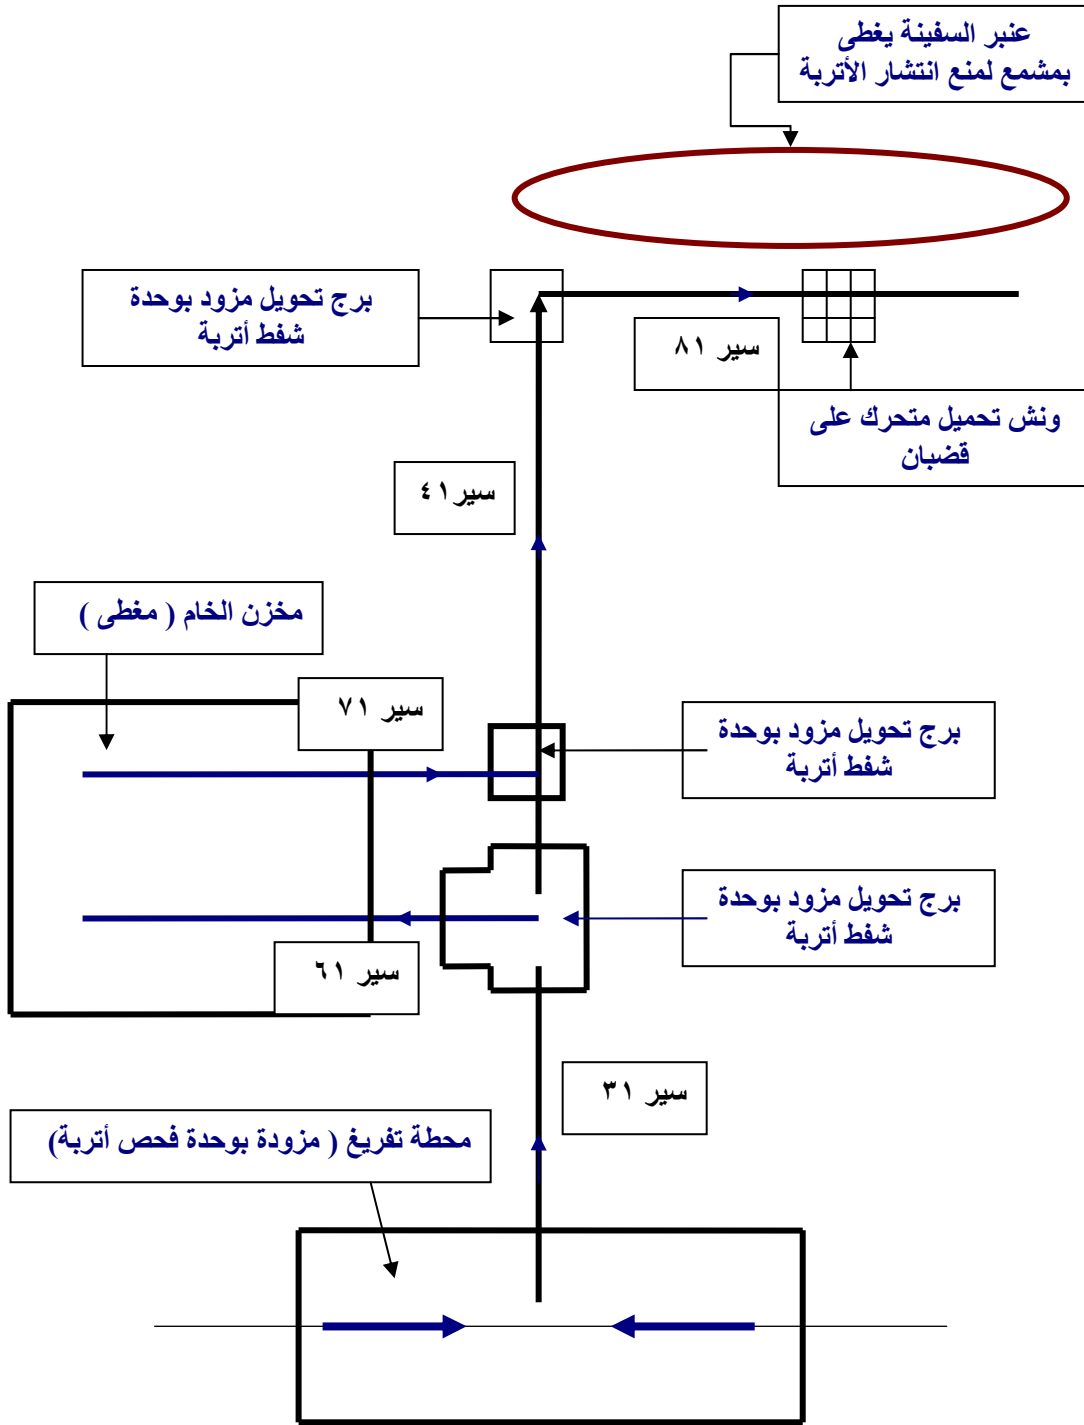 عنبر السفينة يغطى
بمشمع لمنع انتشار الأتربة
برج تحويل مزود بوحدة
شفط أتربة
سير ٨١
ونش تحميل متحرك على
قضبان
سير٤١
مخزن الخام ( مغطى )
سير ٧١
برج تحويل مزود بوحدة
شفط أتربة
برج تحويل مزود بوحدة
شفط أتربة
سير ٦١
سير ٣١
محطة تفريغ ( مزودة بوحدة فحص أتربة)